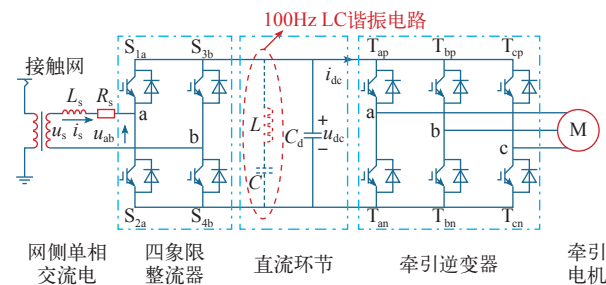 100Hz LC谐振电路
S1a
S3b
Tap
Tbp
Tcp
接触网
idc
Ls
Rs
a
a
us
is
uab
L
Cd
+
udc
−
b
b
M
C
c
S2a
S4b
Tan
Tbn
Tcn
网侧单相
交流电
四象限
整流器
直流环节
牵引逆变器
牵引
电机